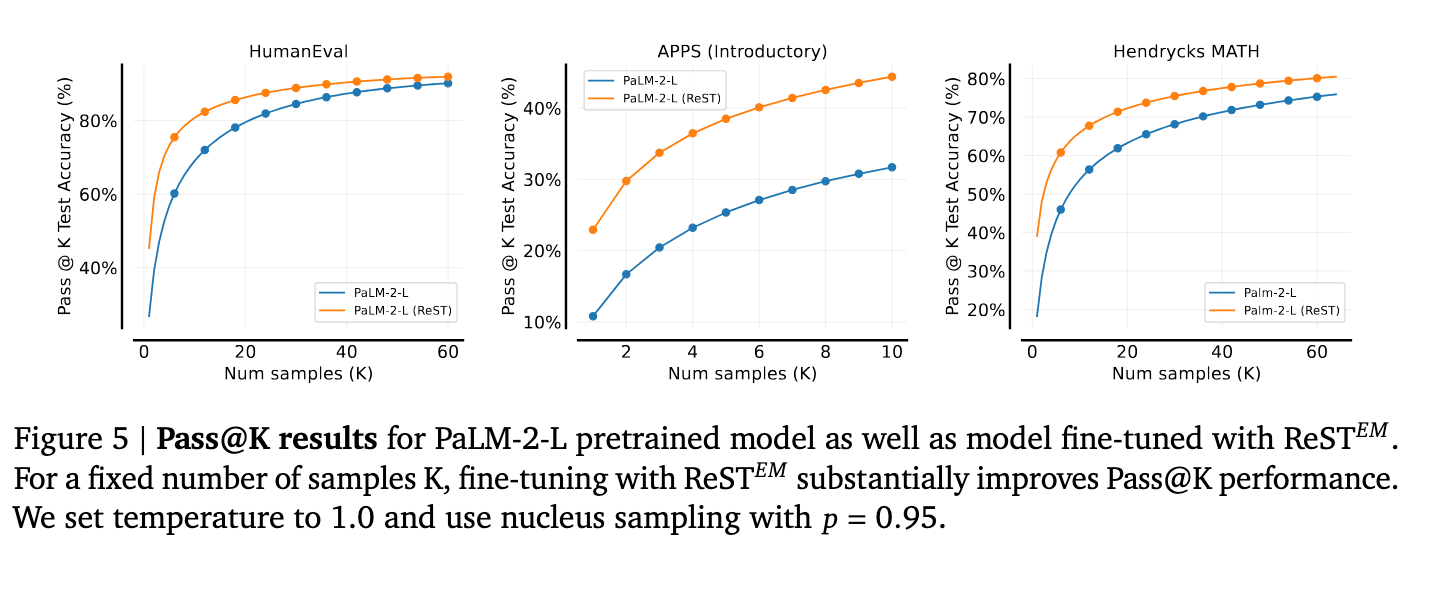 HumanEval
Pass @ K Test Accuracy (%)
80%
60%
40%
PaLM-2-L
PaLM-2-L (ReST)
0 20 40 60
Num samples (K)
APPS (Introductory)
Pass @ K Test Accuracy (%)
PaLM-2-L
PaLM-2-L (ReST)
40%
30%
20%
10%
2 4 6 8 10
Num samples (K)
Hendrycks MATH
Pass @ K Test Accuracy (%)
80%
70%
60%
50%
40%
30%
20%
Palm-2-L
Palm-2-L (ReST)
0 20 40 60
Num samples (K)
Figure 5 | Pass@K results for PaLM-2-L pretrained model as well as model fine-tuned with ReST^EM.
For a fixed number of samples K, fine-tuning with ReST^EM substantially improves Pass@K performance.
We set temperature to 1.0 and use nucleus sampling with p = 0.95.